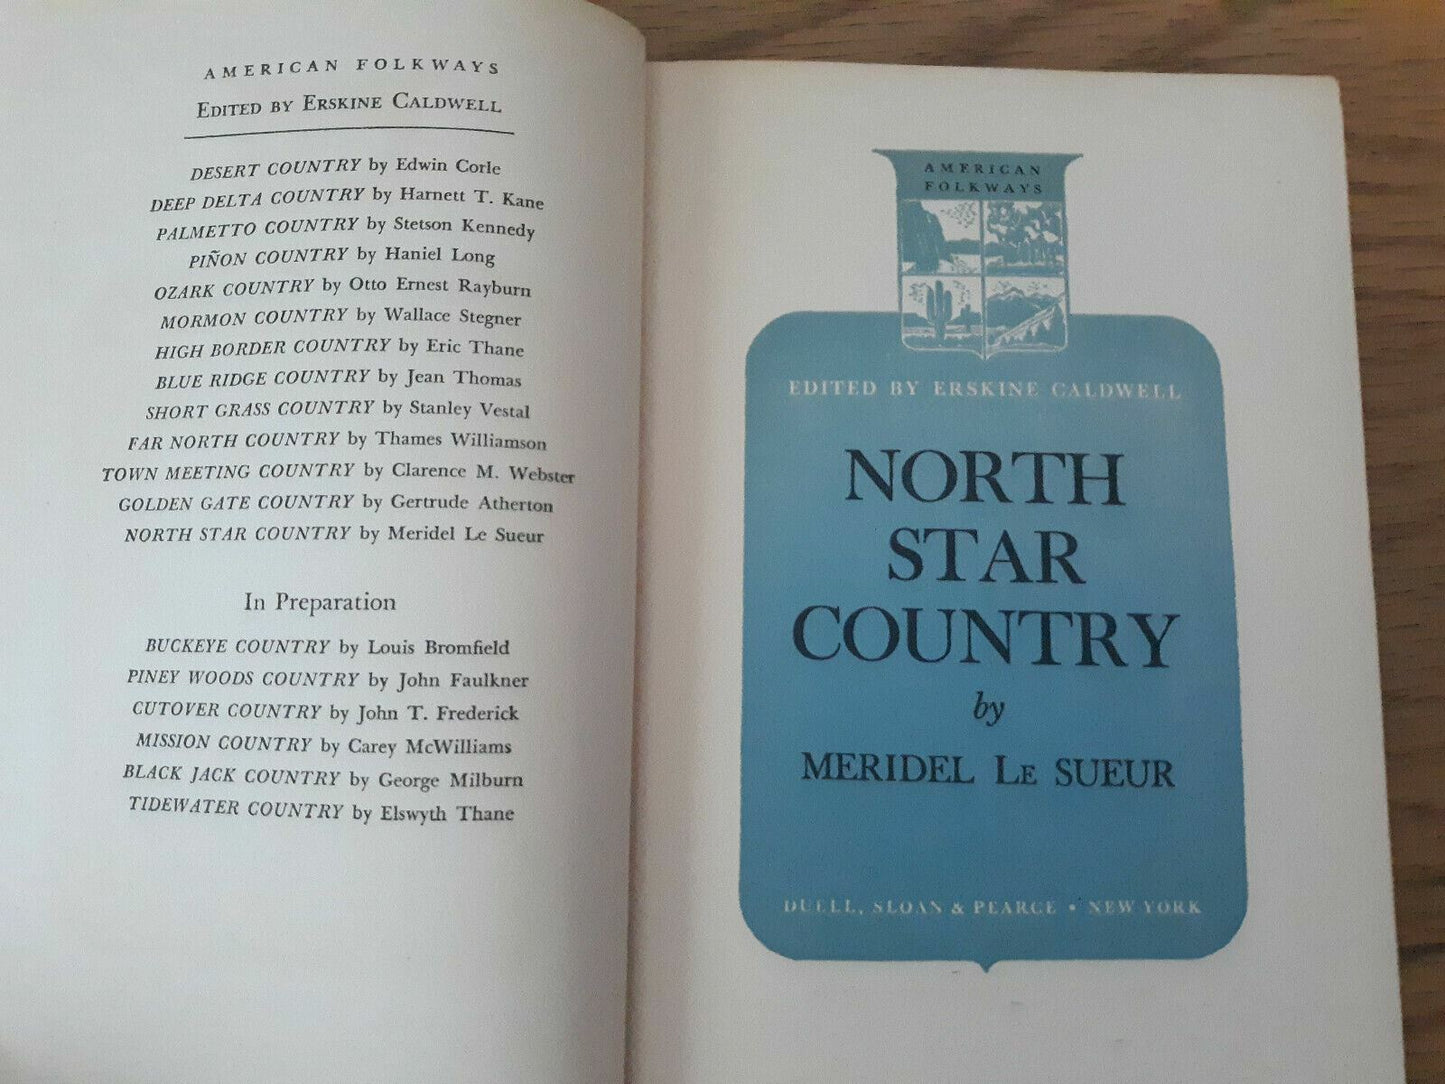 AMERICAN FOLKWAYS
EDITED BY ERSKINE CALDWELL
DESERT COUNTRY by Edwin Corle
DEEP DELTA COUNTRY by Harnett T. Kane
PALMETTO COUNTRY by Stetson Kennedy
PIÑON COUNTRY by Haniel Long
OZARK COUNTRY by Otto Ernest Rayburn
MORMON COUNTRY by Wallace Stegner
HIGH BORDER COUNTRY by Eric Thane
BLUE RIDGE COUNTRY by Jean Thomas
SHORT GRASS COUNTRY by Stanley Vestal
FAR NORTH COUNTRY by Thames Williamson
TOWN MEETING COUNTRY by Clarence M. Webster
GOLDEN GATE COUNTRY by Gertrude Atherton
NORTH STAR COUNTRY by Meridel Le Sueur
In Preparation
BUCKEYE COUNTRY by Louis Bromfield
PINEY WOODS COUNTRY by John Faulkner
CUTOVER COUNTRY by John T. Frederick
MISSION COUNTRY by Carey McWilliams
BLACK JACK COUNTRY by George Milburn
TIDEWATER COUNTRY by Elswyth Thane
AMERICAN
FOLKWAYS
EDITED BY ERSKINE CALDWELL
NORTH
STAR
COUNTRY
by
MERIDEL LE SUEUR
DUELL, SLOAN & PEARCE • NEW YORK